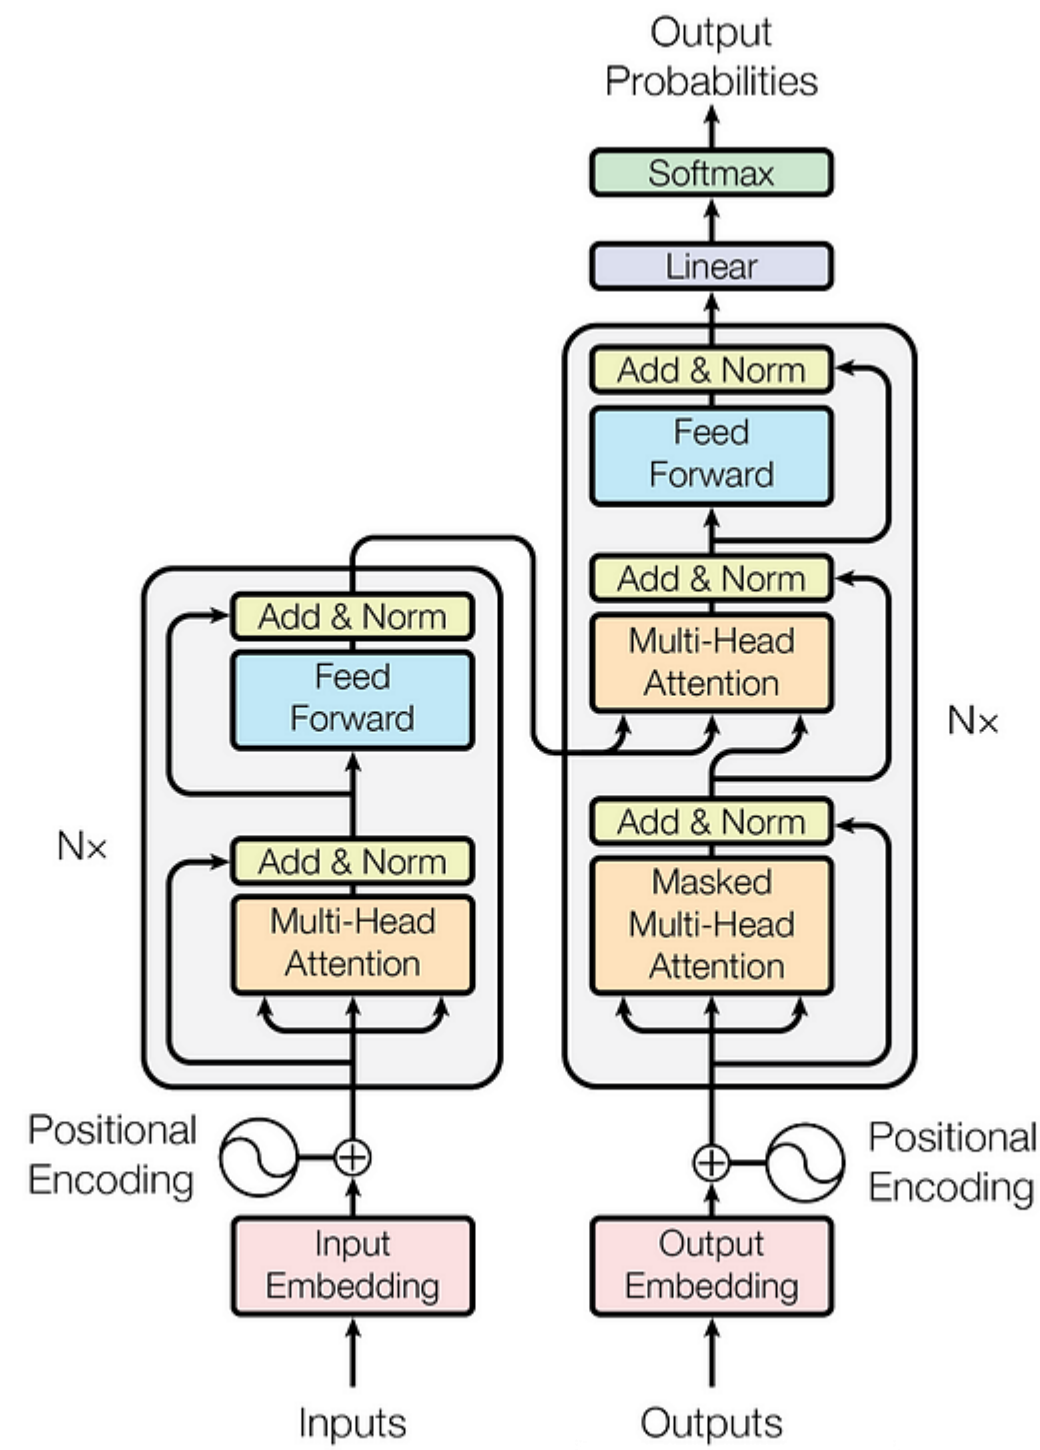 Output
Probabilities
Softmax
Linear
Add & Norm
Feed
Forward
Add & Norm
Multi-Head
Attention
Nx
Add & Norm
Masked
Multi-Head
Attention
Add & Norm
Feed
Forward
Nx
Add & Norm
Multi-Head
Attention
Positional
Encoding
Positional
Encoding
Input
Embedding
Output
Embedding
Inputs
Outputs